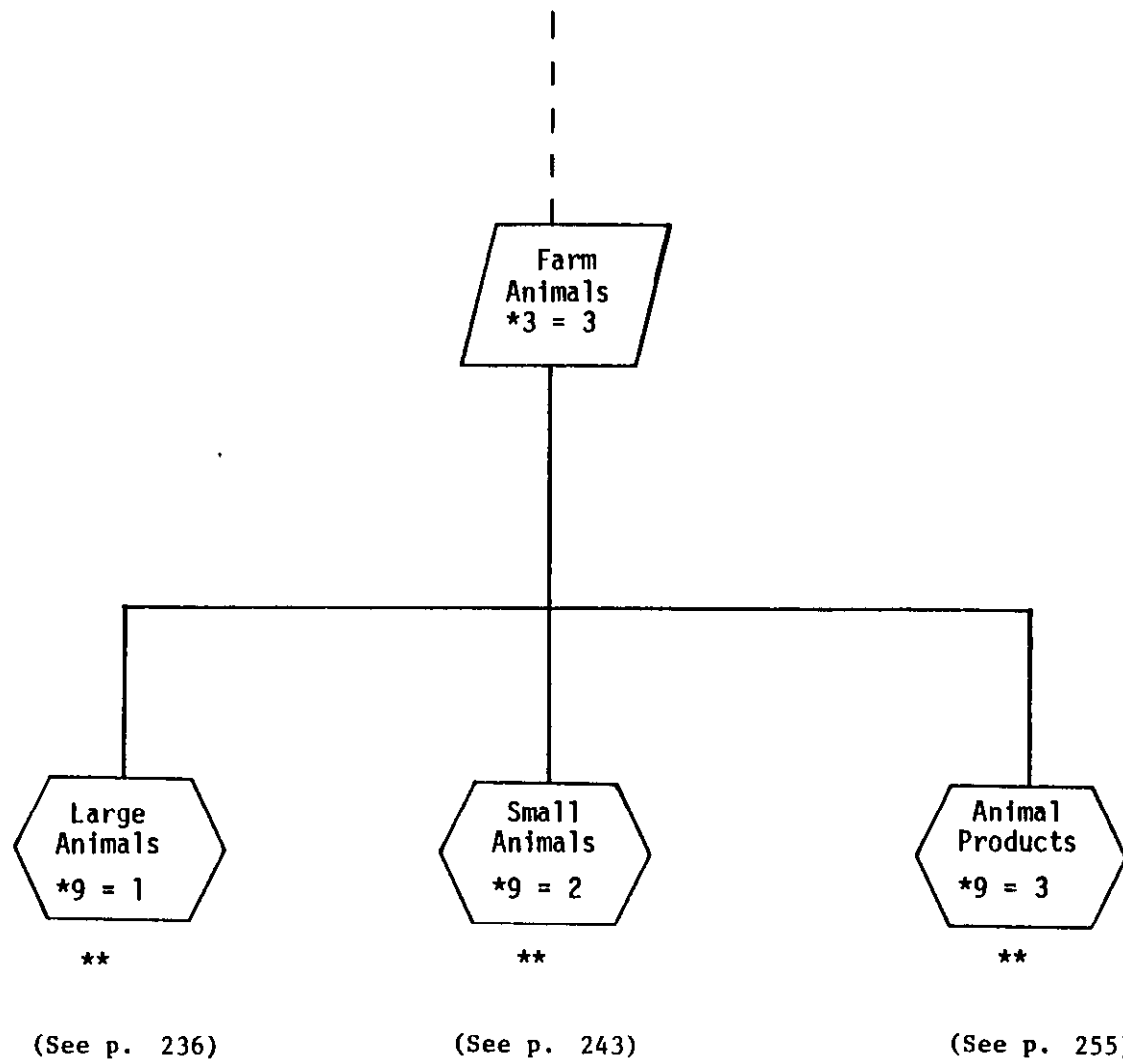 Farm
Animals
*3 = 3
Large
Animals
*9 = 1
Small
Animals
*9 = 2
Animal
Products
*9 = 3
**
**
**
(See p. 236)
(See p. 243)
(See p. 255)